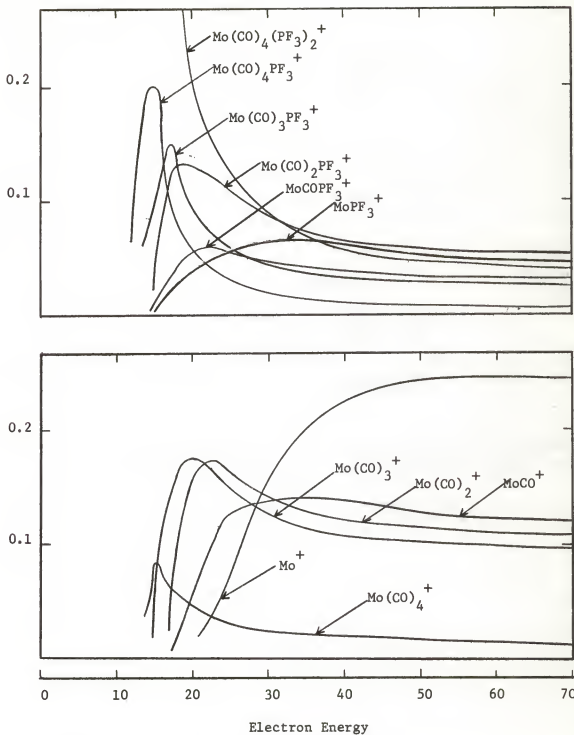 Mo(CO)₄(PF₃)₂⁺
Mo(CO)₄PF₃⁺
0.2
Mo(CO)₃PF₃⁺
Mo(CO)₂PF₃⁺
MoCOPF₃⁺
MoPF₃⁺
0.1
0.2
Mo(CO)₃⁺
Mo(CO)₂⁺
MoCO⁺
0.1
Mo⁺
Mo(CO)₄⁺
0 10 20 30 40 50 60 70
Electron Energy